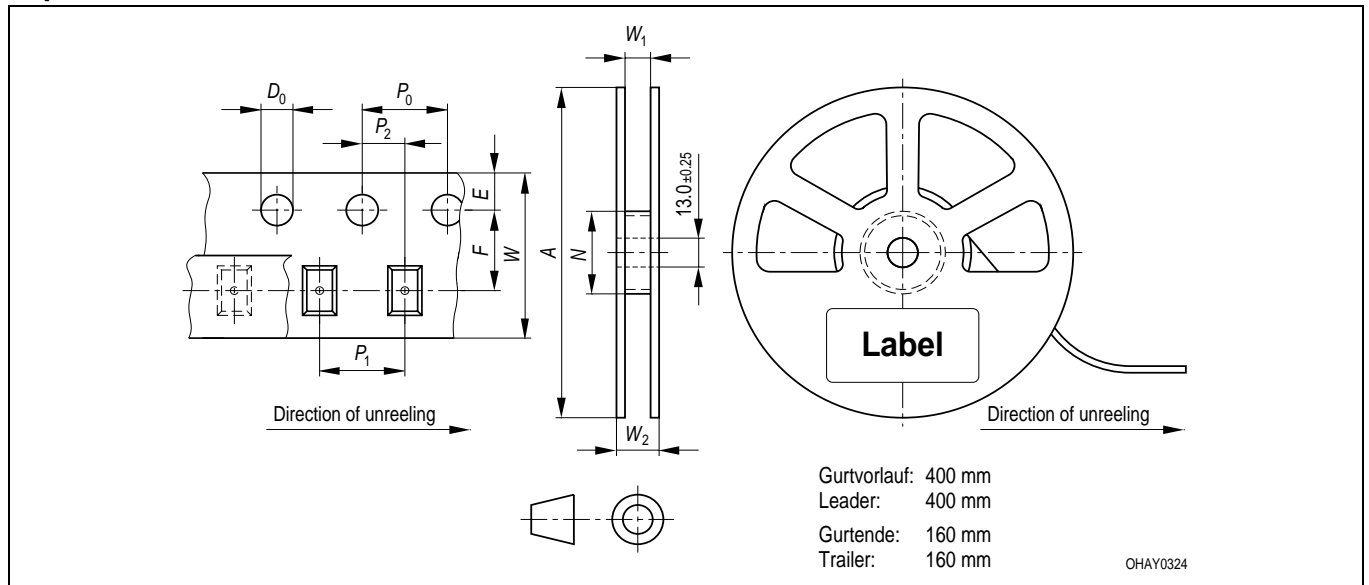 W₁
D₀
P₀
P₂
E
F
W
A
N
13.0 ±0.25
P₁
Label
Direction of unreeling
W₂
Direction of unreeling
Gurtvorlauf: 400 mm
Leader: 400 mm
Gurtende: 160 mm
Trailer: 160 mm
OHAY0324